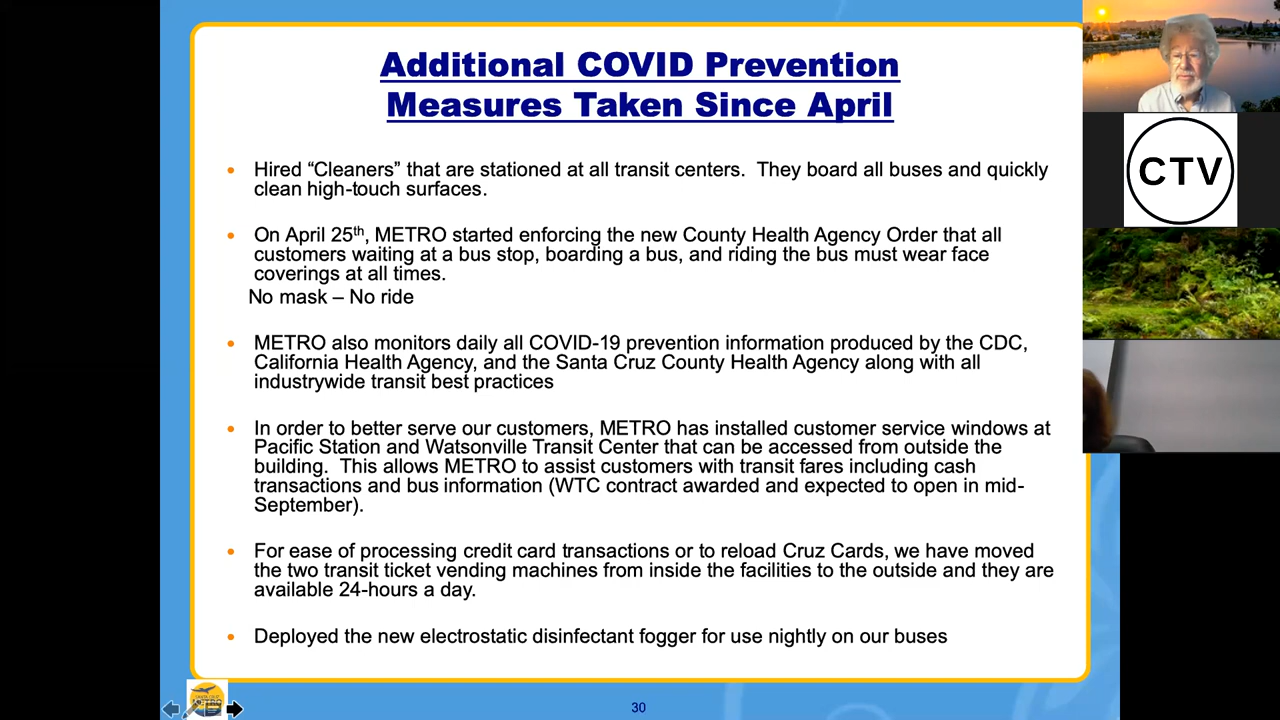 Additional COVID Prevention
Measures Taken Since April
• Hired “Cleaners” that are stationed at all transit centers.  They board all buses and quickly
clean high-touch surfaces.
• On April 25th, METRO started enforcing the new County Health Agency Order that all
customers waiting at a bus stop, boarding a bus, and riding the bus must wear face
coverings at all times.
No mask – No ride
• METRO also monitors daily all COVID-19 prevention information produced by the CDC,
California Health Agency, and the Santa Cruz County Health Agency along with all
industrywide transit best practices
• In order to better serve our customers, METRO has installed customer service windows at
Pacific Station and Watsonville Transit Center that can be accessed from outside the
building.  This allows METRO to assist customers with transit fares including cash
transactions and bus information (WTC contract awarded and expected to open in mid-
September).
• For ease of processing credit card transactions or to reload Cruz Cards, we have moved
the two transit ticket vending machines from inside the facilities to the outside and they are
available 24-hours a day.
• Deployed the new electrostatic disinfectant fogger for use nightly on our buses
30
CTV